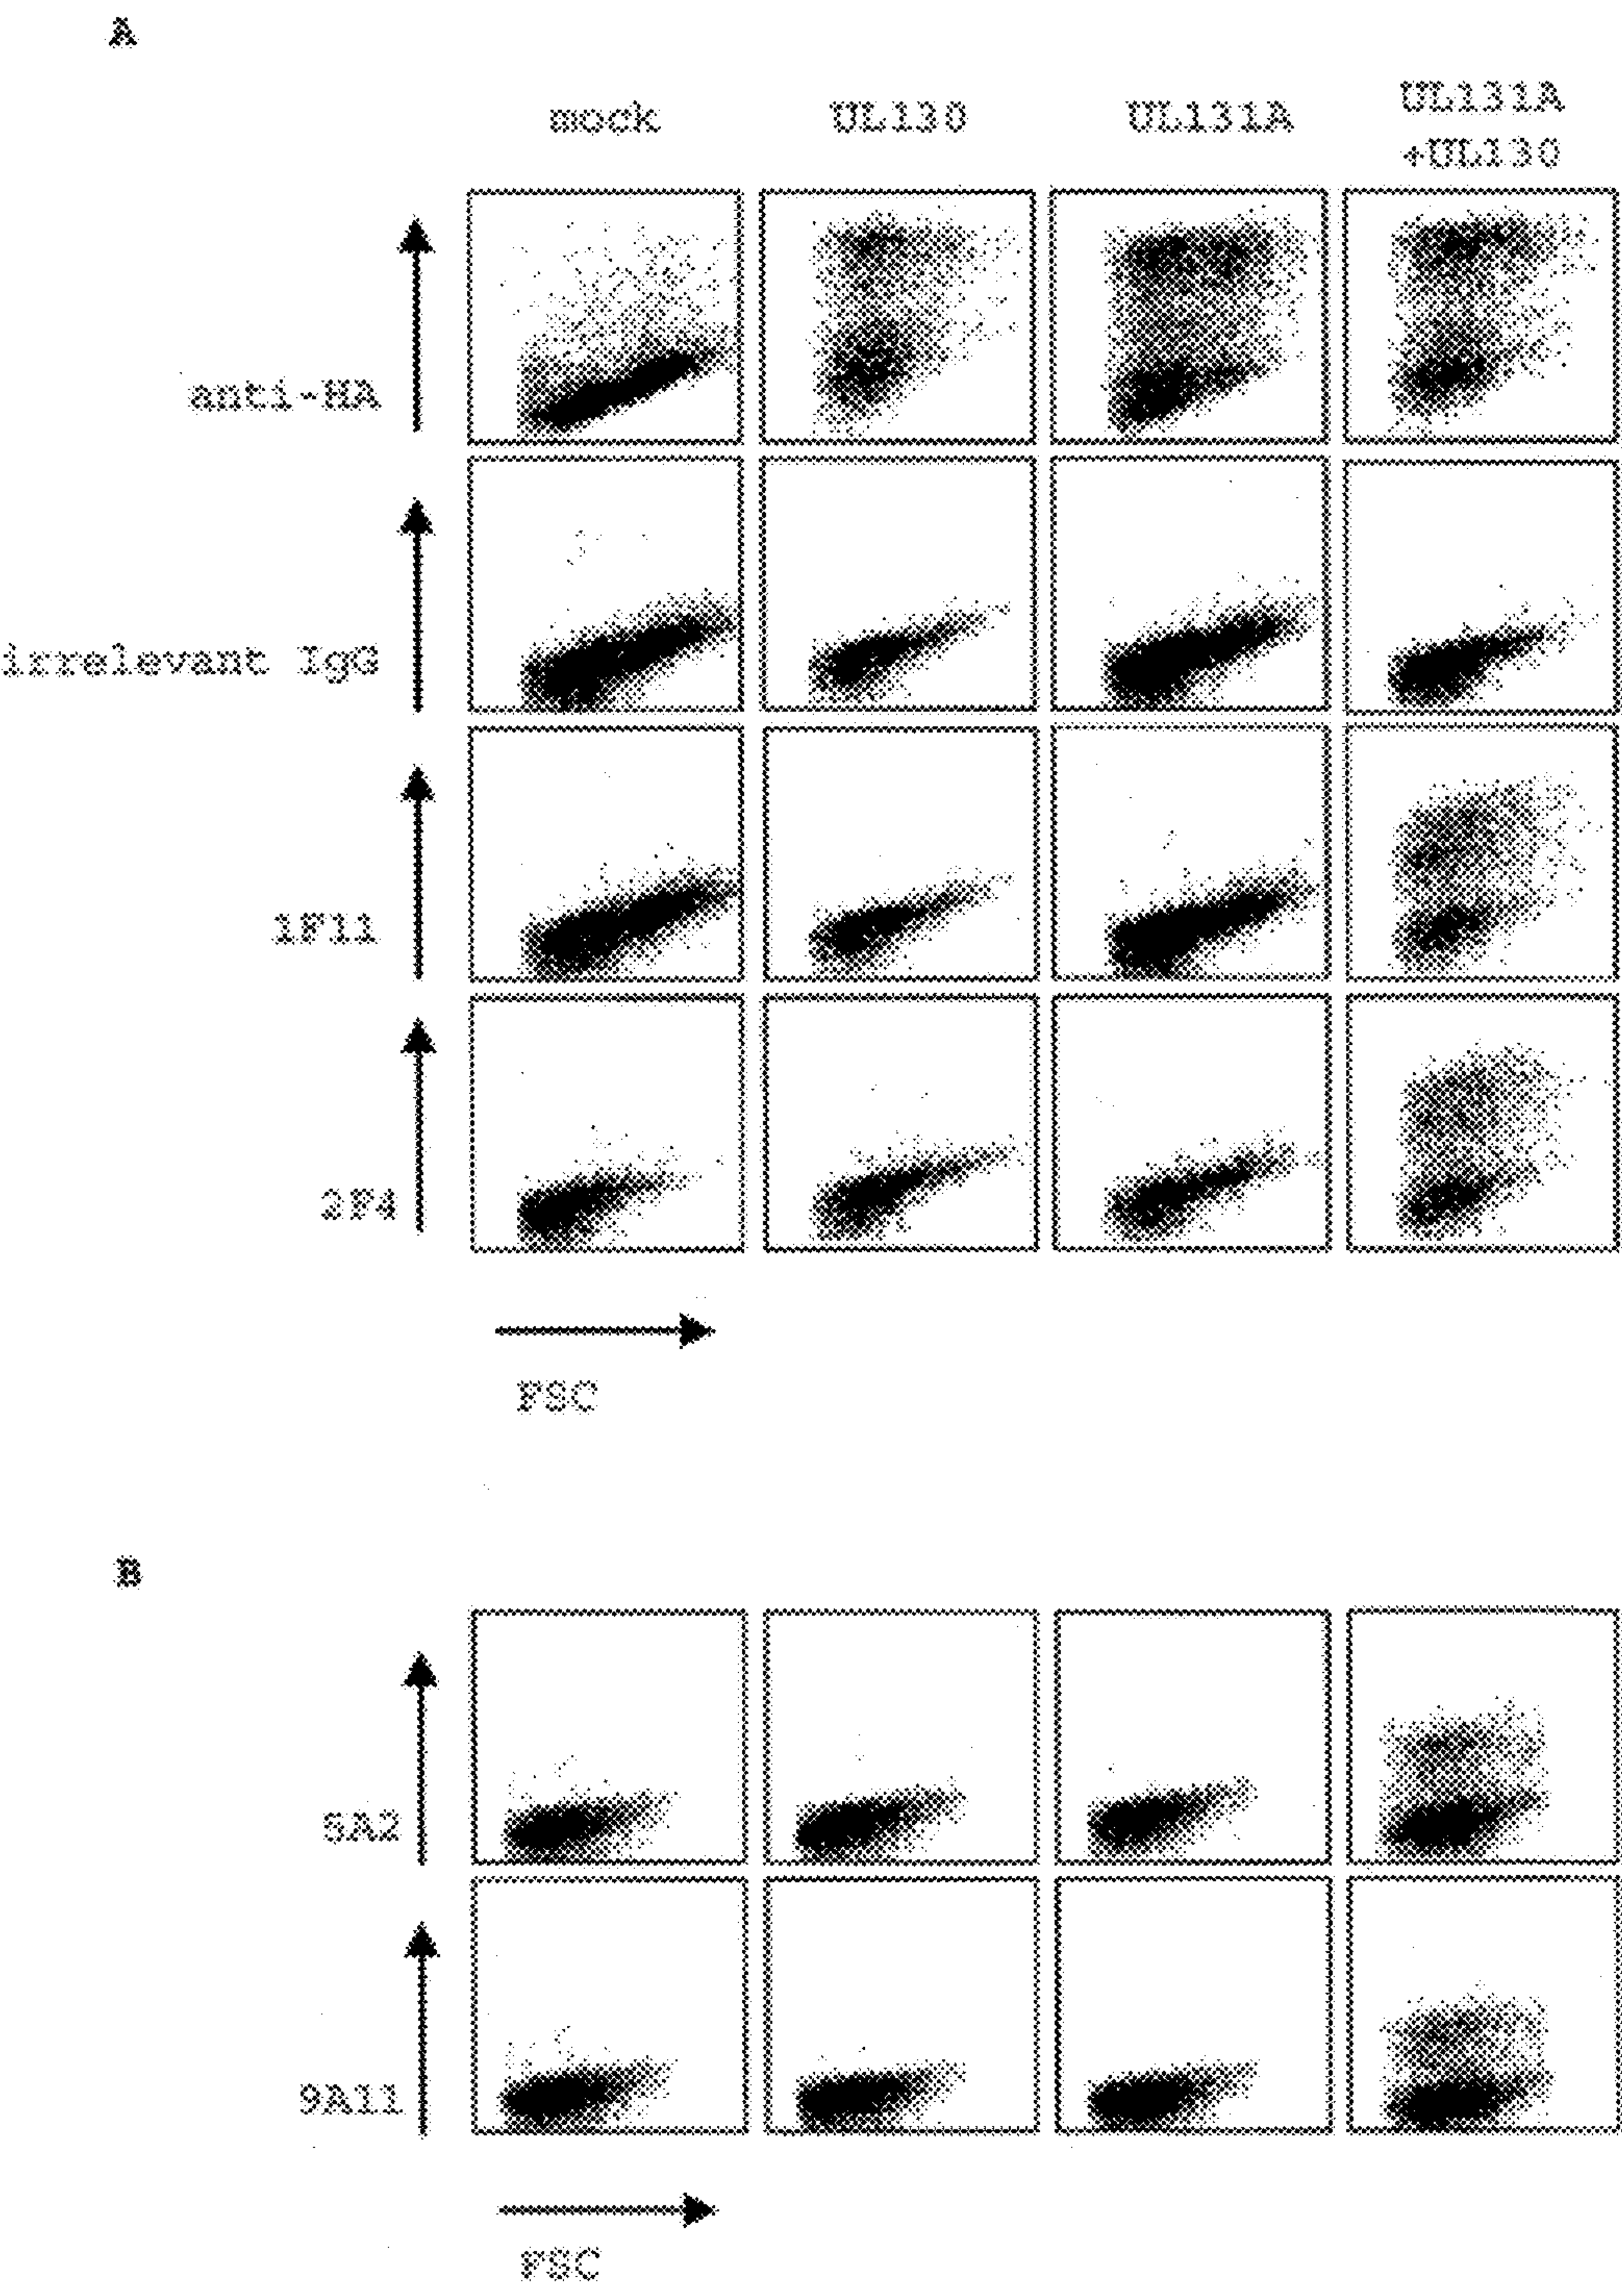 A
mock UL130 UL131A UL131A
+UL130
anti-HA
irrelevant IgG
1F11
2F4
FSC
B
5A2
9A11
FSC